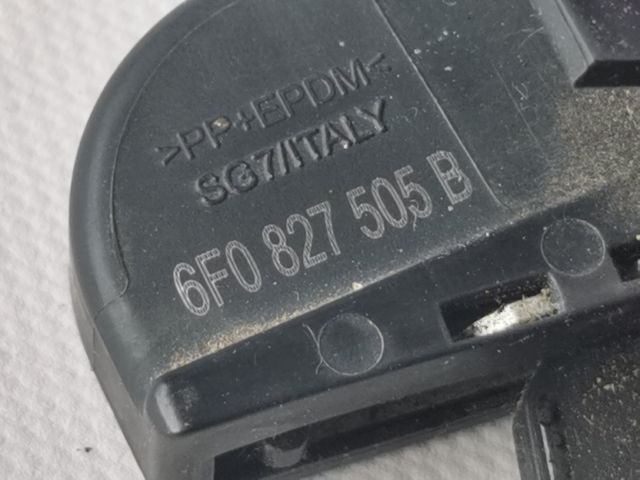 >PP+EPDM<
SG7/ITALY
6F0 827 505 B